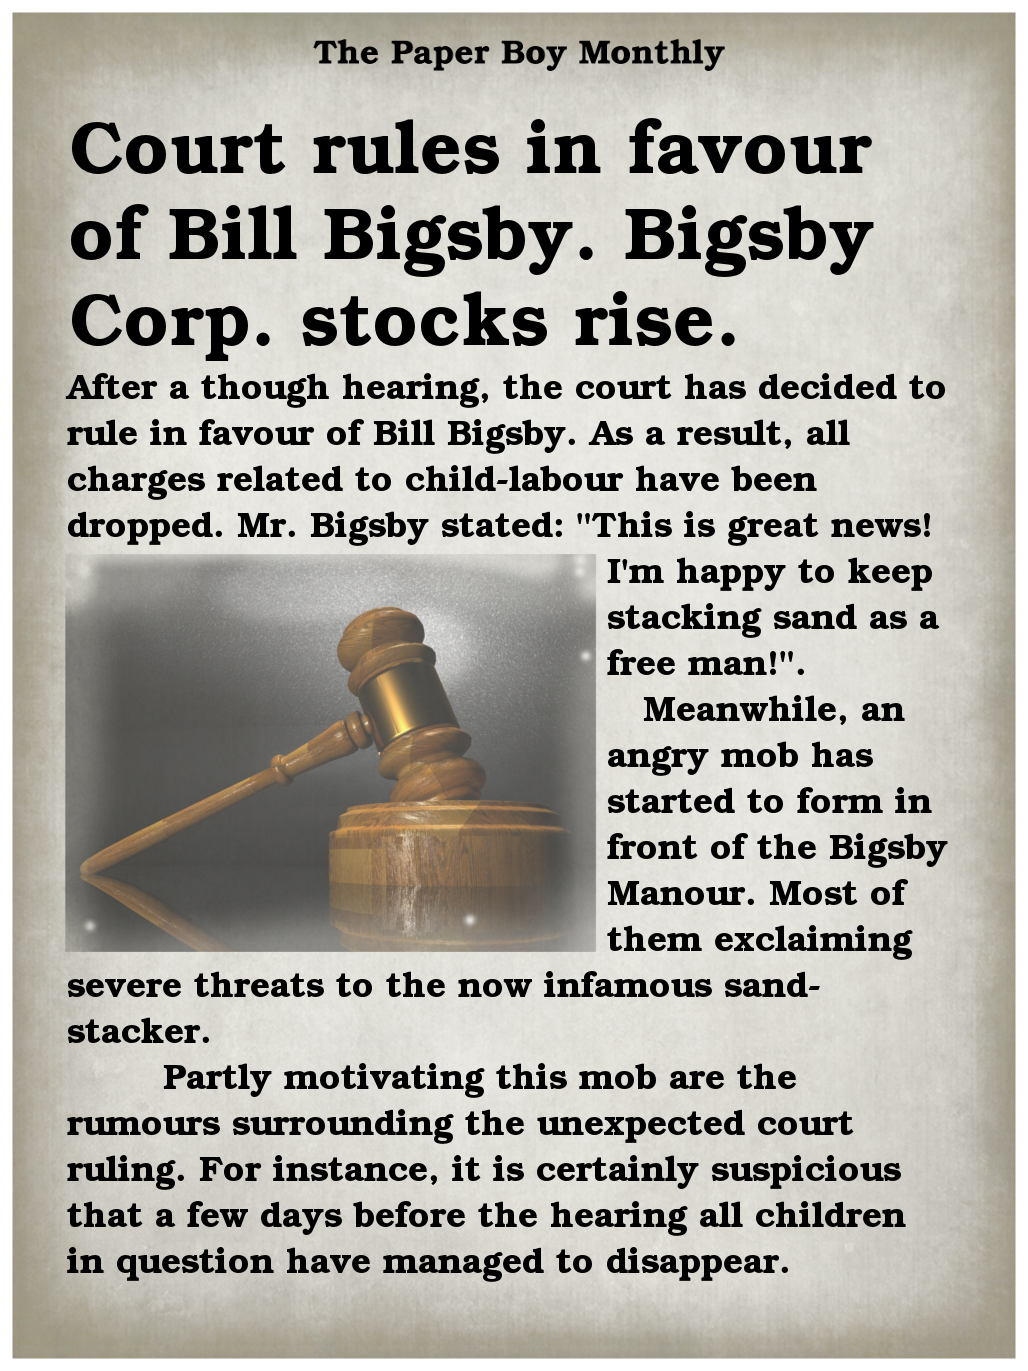 The Paper Boy Monthly
Court rules in favour
of Bill Bigsby. Bigsby
Corp. stocks rise.
After a though hearing, the court has decided to
rule in favour of Bill Bigsby. As a result, all
charges related to child-labour have been
dropped. Mr. Bigsby stated: "This is great news!
I'm happy to keep
stacking sand as a
free man!".
Meanwhile, an
angry mob has
started to form in
front of the Bigsby
Manour. Most of
them exclaiming
severe threats to the now infamous sand-
stacker.
Partly motivating this mob are the
rumours surrounding the unexpected court
ruling. For instance, it is certainly suspicious
that a few days before the hearing all children
in question have managed to disappear.